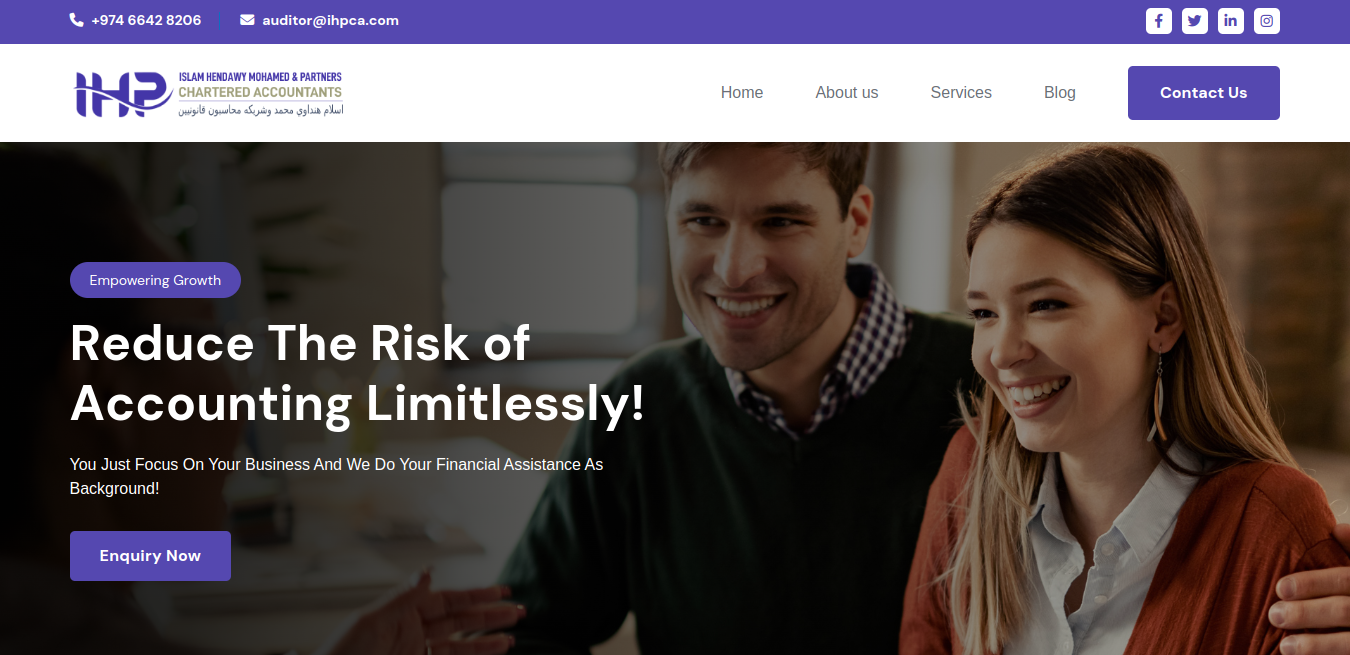 +974 6642 8206
auditor@ihpca.com
IHP
ISLAM HENDAWY MOHAMED & PARTNERS
CHARTERED ACCOUNTANTS
اسلام هنداوي محمد وشريكه محاسبون قانونيين
Home
About us
Services
Blog
Contact Us
Empowering Growth
Reduce The Risk of
Accounting Limitlessly!
You Just Focus On Your Business And We Do Your Financial Assistance As
Background!
Enquiry Now